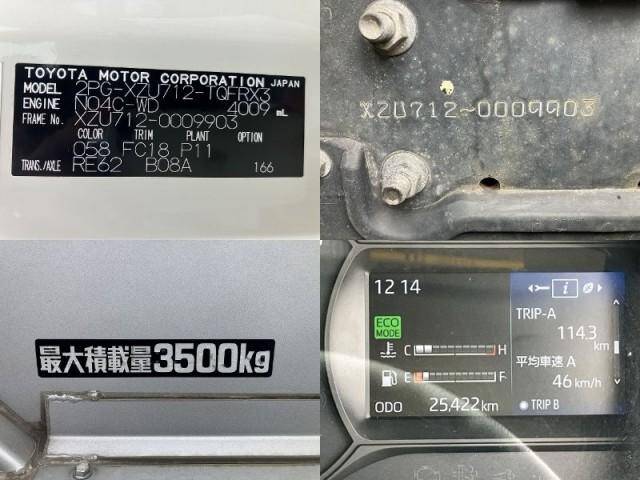 TOYOTA MOTOR CORPORATION JAPAN
MODEL 2PG-XZU712-TQFRX3
ENGINE N04C-WD 4009 mL
FRAME No. XZU712-0009903
COLOR TRIM PLANT OPTION
058 FC18 P11
TRANS./AXLE RE62 B08A 166
XZU712-0009903
最大積載量3500kg
12 14
i
TRIP-A
ECO MODE
114.3 km
C H
平均車速 A
E F
46 km/h
ODO 25,422 km
TRIP B